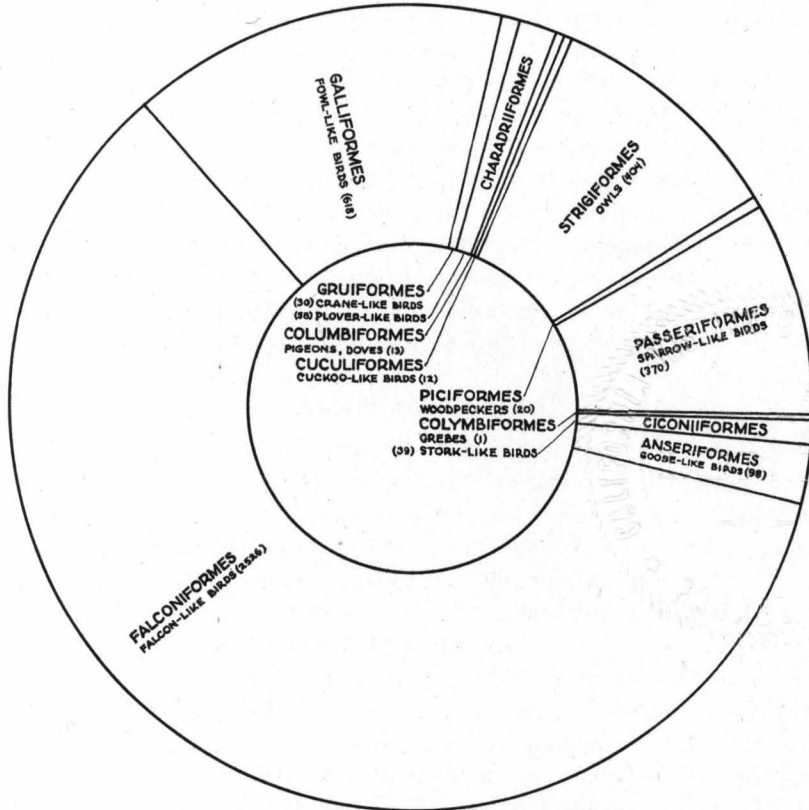 GALLIFORMES
FOWL-LIKE BIRDS (618)
CHARADRIIFORMES
STRIGIFORMES
OWLS (404)
GRUIFORMES
(30) CRANE-LIKE BIRDS
(58) PLOVER-LIKE BIRDS
COLUMBIFORMES
PIGEONS, DOVES (13)
CUCULIFORMES
CUCKOO-LIKE BIRDS (12)
PASSERIFORMES
SPARROW-LIKE BIRDS
(370)
PICIFORMES
WOODPECKERS (20)
COLYMBIFORMES
GREBES (1)
(39) STORK-LIKE BIRDS
CICONIIFORMES
ANSERIFORMES
GOOSE-LIKE BIRDS (98)
FALCONIFORMES
FALCON-LIKE BIRDS (2526)